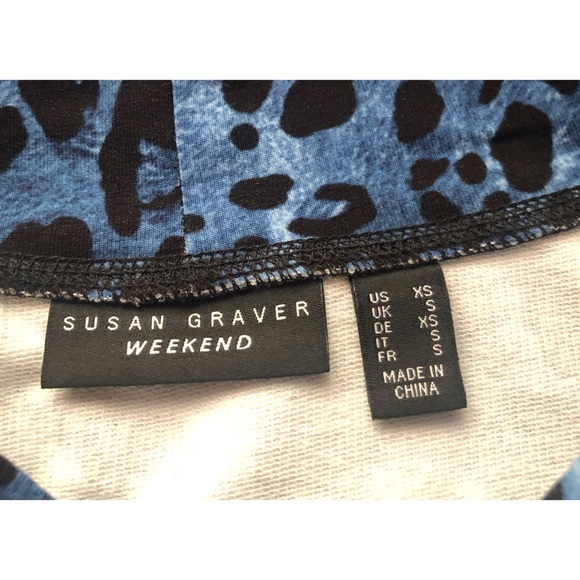 SUSAN GRAVER
WEEKEND
US XS
UK S
DE XS
IT S
FR S
MADE IN
CHINA